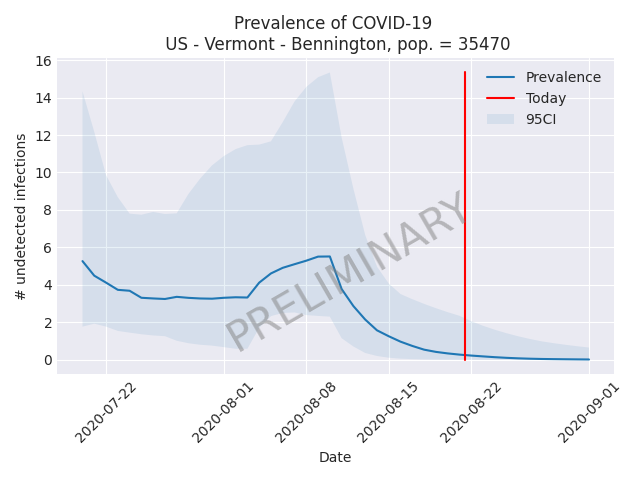 Prevalence of COVID-19
US - Vermont - Bennington, pop. = 35470
16
14
12
10
8
6
4
2
0
# undetected infections
Prevalence
Today
95CI
PRELIMINARY
2020-07-22
2020-08-01
2020-08-08
2020-08-15
2020-08-22
2020-09-01
Date